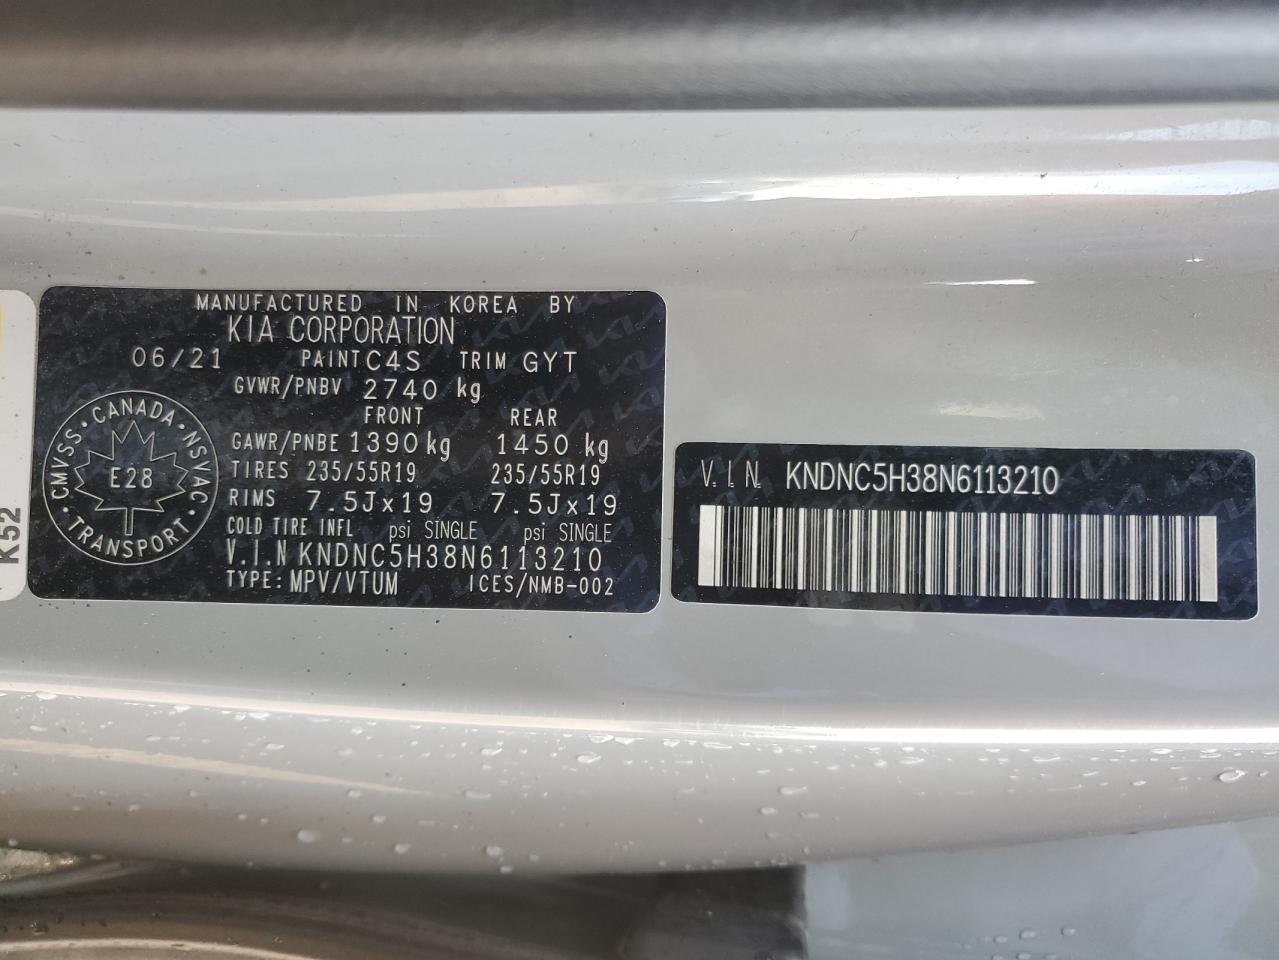 MANUFACTURED IN KOREA BY
KIA CORPORATION
06/21 PAINT C4S TRIM GYT
GVWR/PNBV 2740 kg
FRONT REAR
GAWR/PNBE 1390 kg 1450 kg
TIRES 235/55R19 235/55R19
RIMS 7.5Jx19 7.5Jx19
COLD TIRE INFL psi SINGLE psi SINGLE
V.I.N KNDNC5H38N6113210
TYPE: MPV/VTUM ICES/NMB-002
CMVSS · CANADA · NSVAC · TRANSPORT ·
E28
K52
V.I.N. KNDNC5H38N6113210